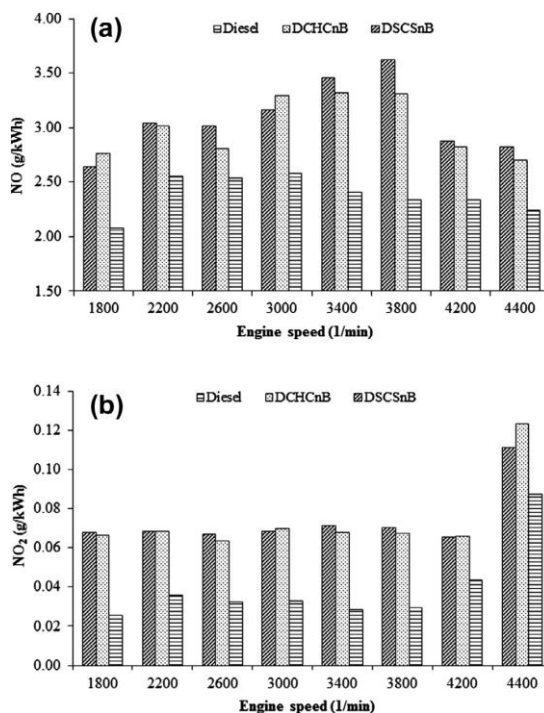 (a)
Diesel DCHCnB DSCSnB
4.00
3.50
3.00
2.50
2.00
1.50
NO (g/kWh)
1800 2200 2600 3000 3400 3800 4200 4400
Engine speed (1/min)
(b)
Diesel DCHCnB DSCSnB
0.14
0.12
0.10
0.08
0.06
0.04
0.02
0.00
NO₂ (g/kWh)
1800 2200 2600 3000 3400 3800 4200 4400
Engine speed (1/min)